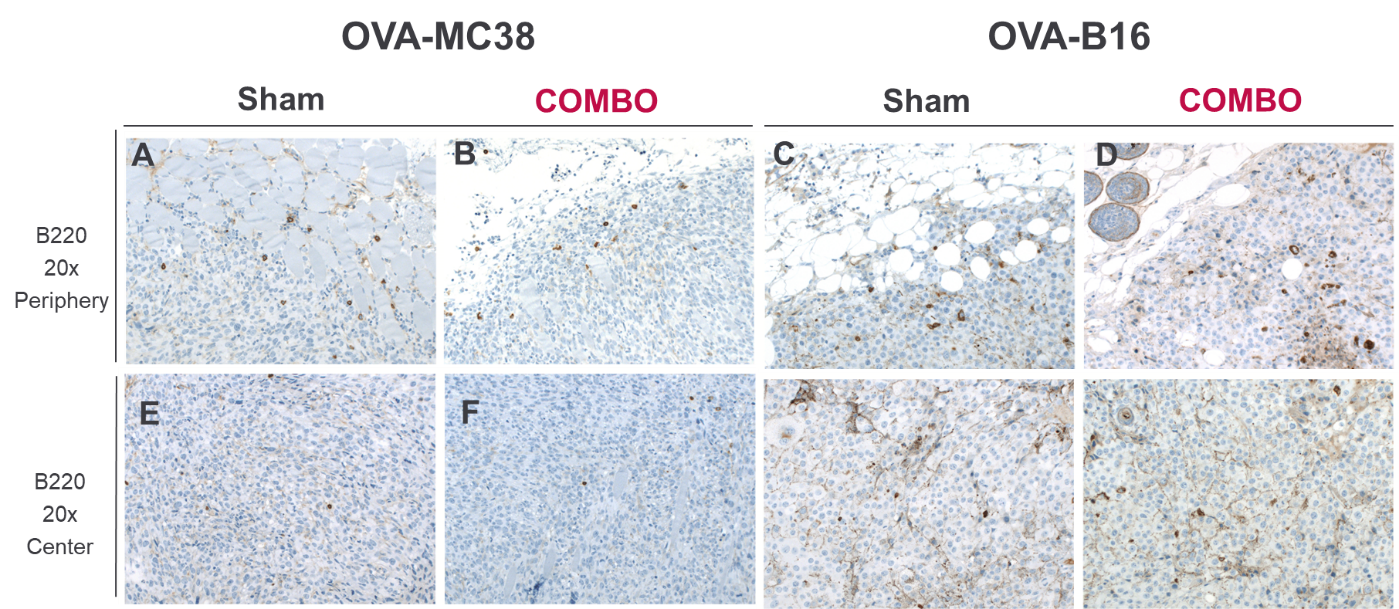 OVA-MC38
OVA-B16
Sham
COMBO
Sham
COMBO
A
B
C
D
B220
20x
Periphery
E
F
B220
20x
Center